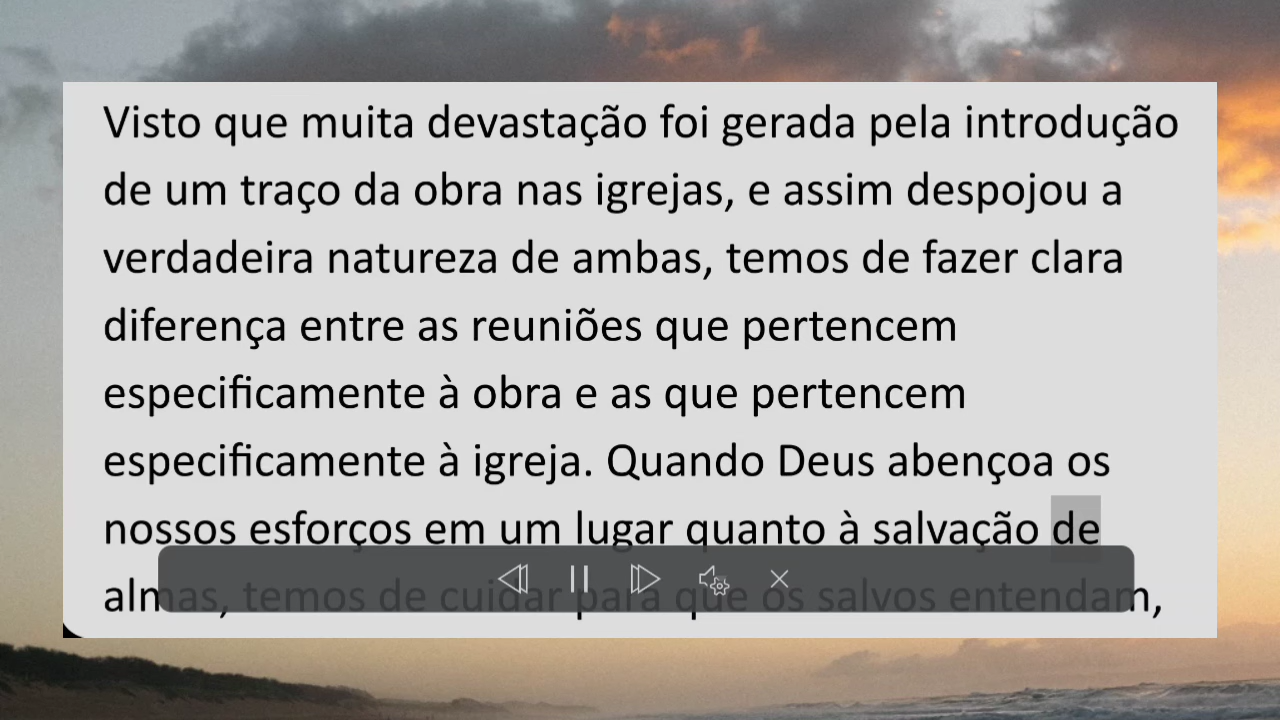 Visto que muita devastação foi gerada pela introdução
de um traço da obra nas igrejas, e assim despojou a
verdadeira natureza de ambas, temos de fazer clara
diferença entre as reuniões que pertencem
especificamente à obra e as que pertencem
especificamente à igreja. Quando Deus abençoa os
nossos esforços em um lugar quanto à salvação de
almas, temos de cuidar para que os salvos entendam,